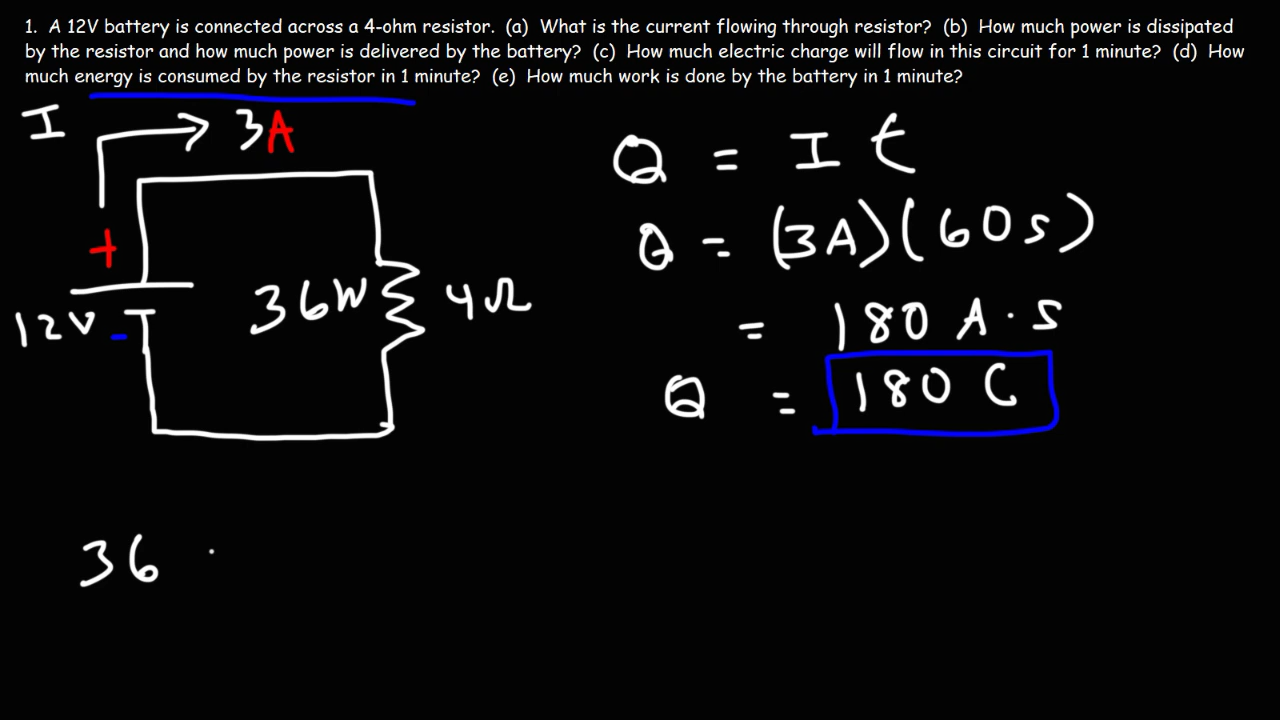 1. A 12V battery is connected across a 4-ohm resistor. (a) What is the current flowing through resistor? (b) How much power is dissipated
by the resistor and how much power is delivered by the battery? (c) How much electric charge will flow in this circuit for 1 minute? (d) How
much energy is consumed by the resistor in 1 minute? (e) How much work is done by the battery in 1 minute?
I 3A
+
12V -
36W 4Ω
Q = I t
Q = (3A)(60s)
= 180 A·s
Q = 180 C
36